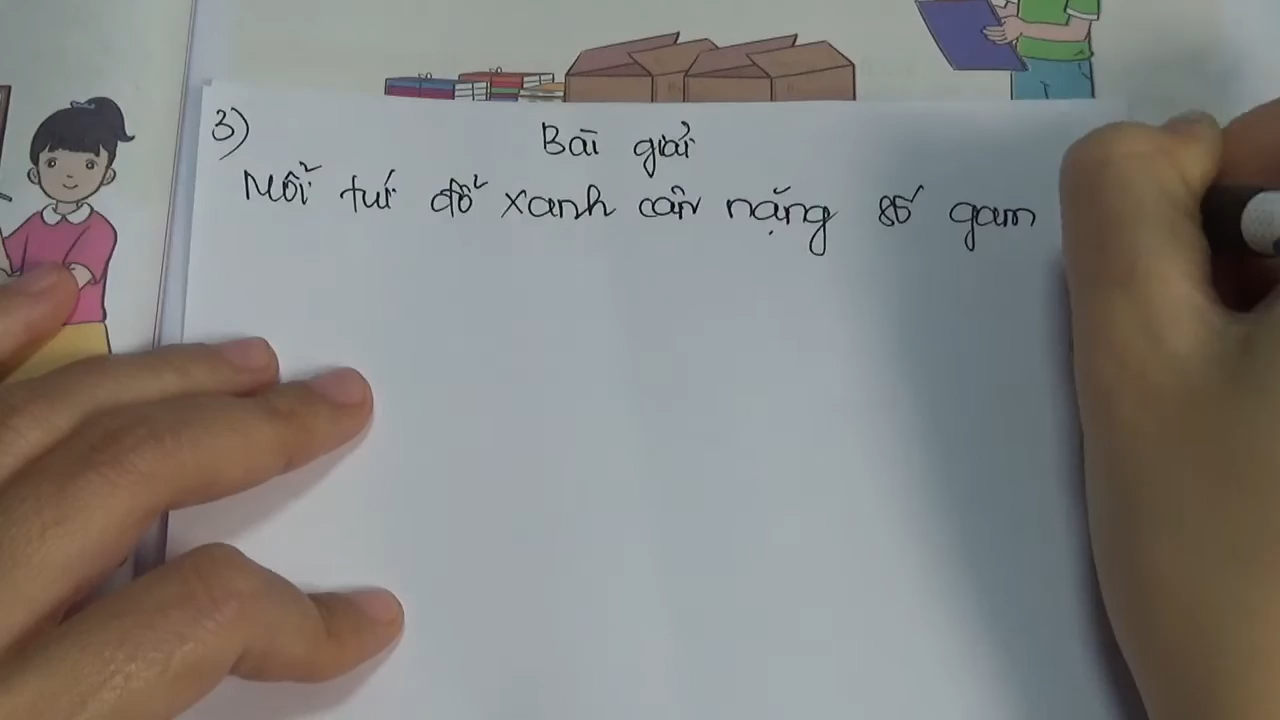 3)
Bài giải
Mỗi túi đỗ xanh cân nặng số gam